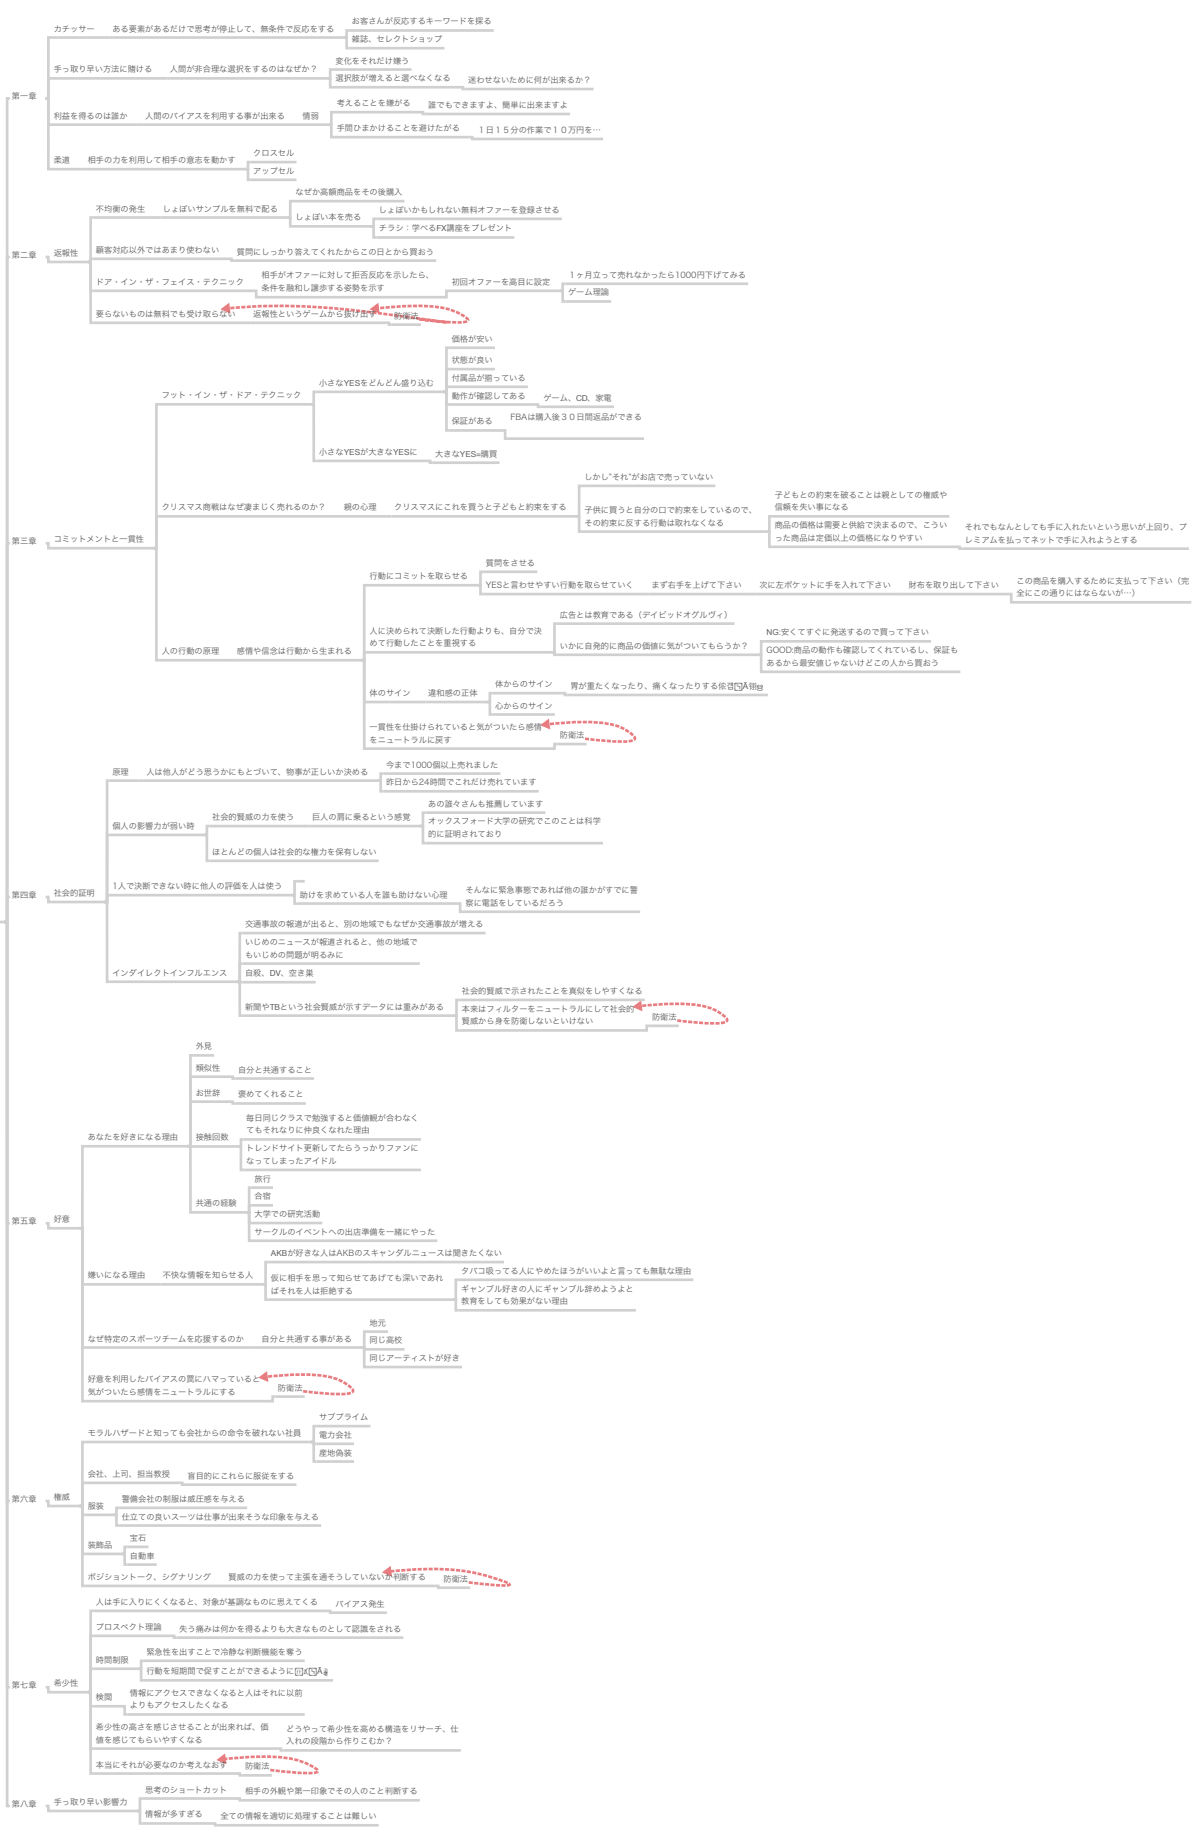 第一章
カチッサー
ある要素があるだけで思考が停止して、無条件で反応をする
お客さんが反応するキーワードを探る
雑誌、セレクトショップ
手っ取り早い方法に賭ける
人間が非合理な選択をするのはなぜか？
変化をそれだけ嫌う
選択肢が増えると選べなくなる
迷わせないために何が出来るか？
利益を得るのは誰か
人間のバイアスを利用する事が出来る
情弱
考えることを嫌がる
誰でもできますよ、簡単に出来ますよ
手間ひまかけることを避けたがる
１日１５分の作業で１０万円を…
柔道
相手の力を利用して相手の意志を動かす
クロスセル
アップセル
第二章
返報性
不均衡の発生
しょぼいサンプルを無料で配る
なぜか高額商品をその後購入
しょぼい本を売る
しょぼいかもしれない無料オファーを登録させる
チラシ：学べるFX講座をプレゼント
顧客対応以外ではあまり使わない
質問にしっかり答えてくれたからこの日とから買おう
ドア・イン・ザ・フェイス・テクニック
相手がオファーに対して拒否反応を示したら、
条件を融和し譲歩する姿勢を示す
初回オファーを高目に設定
１ヶ月立って売れなかったら1000円下げてみる
ゲーム理論
要らないものは無料でも受け取らない
返報性というゲームから抜け出す
防衛法
第三章
コミットメントと一貫性
フット・イン・ザ・ドア・テクニック
小さなYESをどんどん盛り込む
価格が安い
状態が良い
付属品が揃っている
動作が確認してある
ゲーム、CD、家電
保証がある
FBAは購入後３０日間返品ができる
小さなYESが大きなYESに
大きなYES=購買
クリスマス商戦はなぜ凄まじく売れるのか？
親の心理
クリスマスにこれを買うと子どもと約束をする
しかし"それ"がお店で売っていない
子供に買うと自分の口で約束をしているので、
その約束に反する行動は取れなくなる
子どもとの約束を破ることは親としての権威や
信頼を失い事になる
商品の価格は需要と供給で決まるので、こうい
った商品は定価以上の価格になりやすい
それでもなんとしても手に入れたいという思いが上回り、プ
レミアムを払ってネットで手に入れようとする
人の行動の原理
感情や信念は行動から生まれる
行動にコミットを取らせる
質問をさせる
YESと言わせやすい行動を取らせていく
まず右手を上げて下さい
次に左ポケットに手を入れて下さい
財布を取り出して下さい
この商品を購入するために支払って下さい（完
全にこの通りにはならないが…）
人に決められて決断した行動よりも、自分で決
めて行動したことを重視する
広告とは教育である（デイビッドオグルヴィ）
いかに自発的に商品の価値に気がついてもらうか？
NG:安くてすぐに発送するので買って下さい
GOOD:商品の動作も確認してくれているし、保証も
あるから最安値じゃないけどこの人から買おう
体のサイン
違和感の正体
体からのサイン
胃が重たくなったり、痛くなったりする
心からのサイン
一貫性を仕掛けられていると気がついたら感情
をニュートラルに戻す
防衛法
第四章
社会的証明
原理
人は他人がどう思うかにもとづいて、物事が正しいか決める
今まで1000個以上売れました
昨日から24時間でこれだけ売れています
個人の影響力が弱い時
社会的賢威の力を使う
巨人の肩に乗るという感覚
あの誰々さんも推薦しています
オックスフォード大学の研究でこのことは科学
的に証明されており
ほとんどの個人は社会的な権力を保有しない
1人で決断できない時に他人の評価を人は使う
助けを求めている人を誰も助けない心理
そんなに緊急事態であれば他の誰かがすでに警
察に電話をしているだろう
インダイレクトインフルエンス
交通事故の報道が出ると、別の地域でもなぜか交通事故が増える
いじめのニュースが報道されると、他の地域で
もいじめの問題が明るみに
自殺、DV、空き巣
新聞やTBという社会賢威が示すデータには重みがある
社会的賢威で示されたことを真似をしやすくなる
本来はフィルターをニュートラルにして社会的
賢威から身を防衛しないといけない
防衛法
第五章
好意
あなたを好きになる理由
外見
類似性
自分と共通すること
お世辞
褒めてくれること
接触回数
毎日同じクラスで勉強すると価値観が合わなく
てもそれなりに仲良くなれた理由
トレンドサイト更新してたらうっかりファンに
なってしまったアイドル
共通の経験
旅行
合宿
大学での研究活動
サークルのイベントへの出店準備を一緒にやった
嫌いになる理由
不快な情報を知らせる人
AKBが好きな人はAKBのスキャンダルニュースは聞きたくない
仮に相手を思って知らせてあげても深いであれ
ばそれを人は拒絶する
タバコ吸ってる人にやめたほうがいいよと言っても無駄な理由
ギャンブル好きの人にギャンブル辞めようよと
教育をしても効果がない理由
なぜ特定のスポーツチームを応援するのか
自分と共通する事がある
地元
同じ高校
同じアーティストが好き
好意を利用したバイアスの罠にハマっていると
気がついたら感情をニュートラルにする
防衛法
第六章
権威
モラルハザードと知っても会社からの命令を破れない社員
サブプライム
電力会社
産地偽装
会社、上司、担当教授
盲目的にこれらに服従をする
服装
警備会社の制服は威圧感を与える
仕立ての良いスーツは仕事が出来そうな印象を与える
装飾品
宝石
自動車
ポジショントーク、シグナリング
賢威の力を使って主張を通そうしていないか判断する
防衛法
第七章
希少性
人は手に入りにくくなると、対象が基調なものに思えてくる
バイアス発生
プロスペクト理論
失う痛みは何かを得るよりも大きなものとして認識をされる
時間制限
緊急性を出すことで冷静な判断機能を奪う
行動を短期間で促すことができるように
検閲
情報にアクセスできなくなると人はそれに以前
よりもアクセスしたくなる
希少性の高さを感じさせることが出来れば、価
値を感じてもらいやすくなる
どうやって希少性を高める構造をリサーチ、仕
入れの段階から作りこむか？
本当にそれが必要なのか考えなおす
防衛法
第八章
手っ取り早い影響力
思考のショートカット
相手の外観や第一印象でその人のこと判断する
情報が多すぎる
全ての情報を適切に処理することは難しい